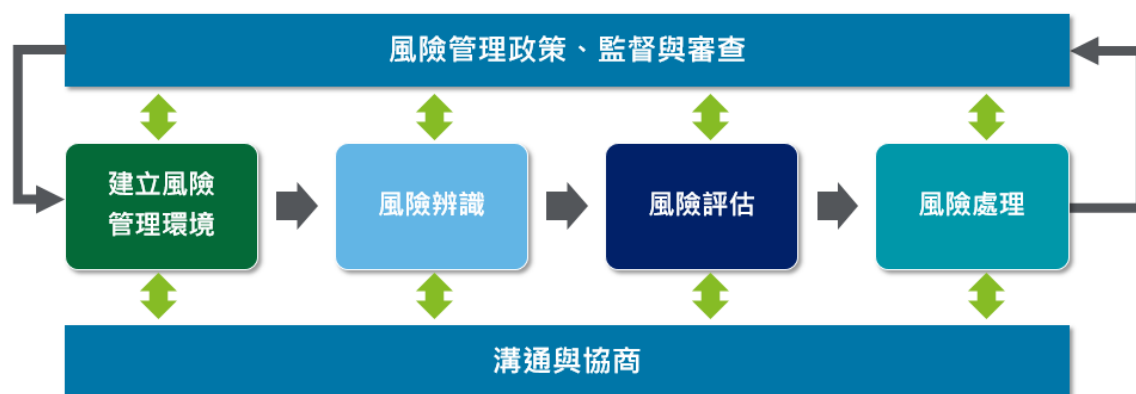 風險管理政策、監督與審查
建立風險
管理環境
風險辨識
風險評估
風險處理
溝通與協商